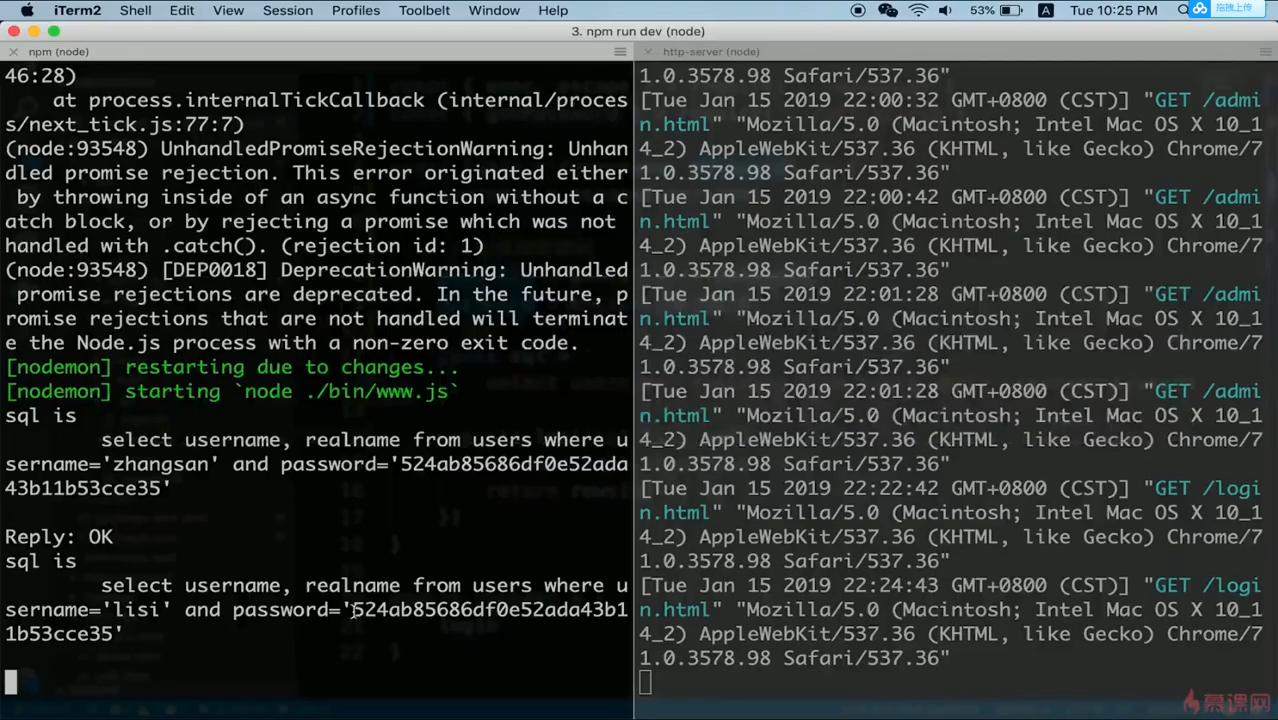 iTerm2 Shell Edit View Session Profiles Toolbelt Window Help 53% A Tue 10:25 PM 拖拽上传
3. npm run dev (node)
npm (node)
46:28)
at process.internalTickCallback (internal/proces
s/next_tick.js:77:7)
(node:93548) UnhandledPromiseRejectionWarning: Unhan
dled promise rejection. This error originated either
by throwing inside of an async function without a c
atch block, or by rejecting a promise which was not
handled with .catch(). (rejection id: 1)
(node:93548) [DEP0018] DeprecationWarning: Unhandled
promise rejections are deprecated. In the future, p
romise rejections that are not handled will terminat
e the Node.js process with a non-zero exit code.
[nodemon] restarting due to changes...
[nodemon] starting `node ./bin/www.js`
sql is
select username, realname from users where u
sername='zhangsan' and password='524ab85686df0e52ada
43b11b53cce35'
Reply: OK
sql is
select username, realname from users where u
sername='lisi' and password='524ab85686df0e52ada43b1
1b53cce35'
http-server (node)
1.0.3578.98 Safari/537.36"
[Tue Jan 15 2019 22:00:32 GMT+0800 (CST)] "GET /admi
n.html" "Mozilla/5.0 (Macintosh; Intel Mac OS X 10_1
4_2) AppleWebKit/537.36 (KHTML, like Gecko) Chrome/7
1.0.3578.98 Safari/537.36"
[Tue Jan 15 2019 22:00:42 GMT+0800 (CST)] "GET /admi
n.html" "Mozilla/5.0 (Macintosh; Intel Mac OS X 10_1
4_2) AppleWebKit/537.36 (KHTML, like Gecko) Chrome/7
1.0.3578.98 Safari/537.36"
[Tue Jan 15 2019 22:01:28 GMT+0800 (CST)] "GET /admi
n.html" "Mozilla/5.0 (Macintosh; Intel Mac OS X 10_1
4_2) AppleWebKit/537.36 (KHTML, like Gecko) Chrome/7
1.0.3578.98 Safari/537.36"
[Tue Jan 15 2019 22:01:28 GMT+0800 (CST)] "GET /admi
n.html" "Mozilla/5.0 (Macintosh; Intel Mac OS X 10_1
4_2) AppleWebKit/537.36 (KHTML, like Gecko) Chrome/7
1.0.3578.98 Safari/537.36"
[Tue Jan 15 2019 22:22:42 GMT+0800 (CST)] "GET /logi
n.html" "Mozilla/5.0 (Macintosh; Intel Mac OS X 10_1
4_2) AppleWebKit/537.36 (KHTML, like Gecko) Chrome/7
1.0.3578.98 Safari/537.36"
[Tue Jan 15 2019 22:24:43 GMT+0800 (CST)] "GET /logi
n.html" "Mozilla/5.0 (Macintosh; Intel Mac OS X 10_1
4_2) AppleWebKit/537.36 (KHTML, like Gecko) Chrome/7
1.0.3578.98 Safari/537.36"
慕课网